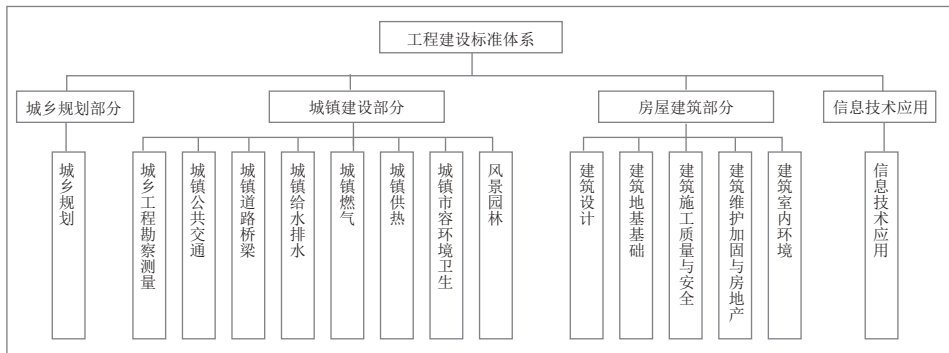 工程建设标准体系
城乡规划部分
城镇建设部分
房屋建筑部分
信息技术应用
城乡规划
城乡工程勘察测量
城镇公共交通
城镇道路桥梁
城镇给水排水
城镇燃气
城镇供热
城镇市容环境卫生
风景园林
建筑设计
建筑地基基础
建筑施工质量与安全
建筑维护加固与房地产
建筑室内环境
信息技术应用